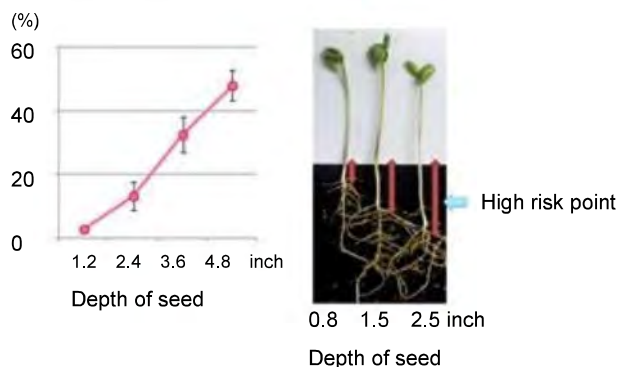 (%)
60
40
20
0
1.2 2.4 3.6 4.8 inch
Depth of seed
High risk point
0.8 1.5 2.5 inch
Depth of seed